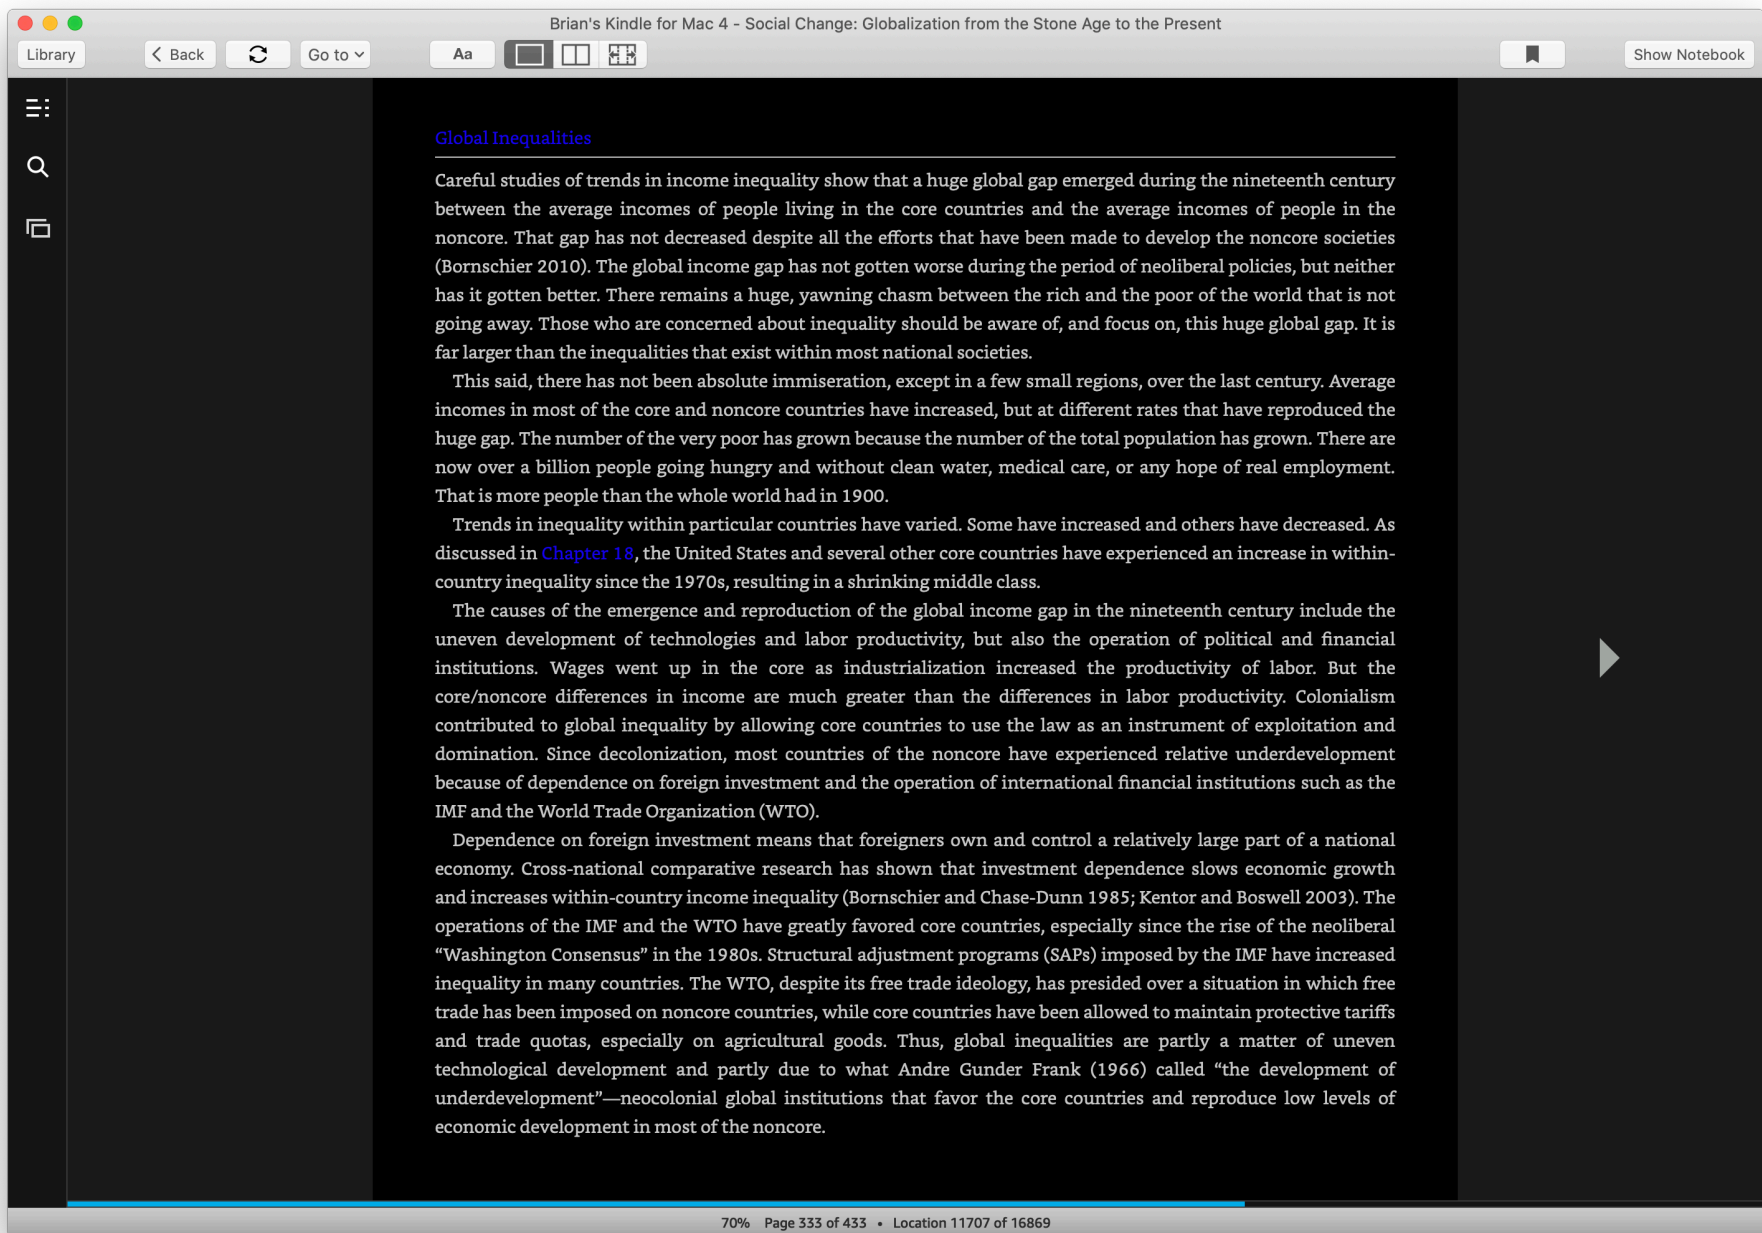 Brian's Kindle for Mac 4 - Social Change: Globalization from the Stone Age to the Present
Library
Back
Go to
Aa
Show Notebook
Global Inequalities
Careful studies of trends in income inequality show that a huge global gap emerged during the nineteenth century
between the average incomes of people living in the core countries and the average incomes of people in the
noncore. That gap has not decreased despite all the efforts that have been made to develop the noncore societies
(Bornschier 2010). The global income gap has not gotten worse during the period of neoliberal policies, but neither
has it gotten better. There remains a huge, yawning chasm between the rich and the poor of the world that is not
going away. Those who are concerned about inequality should be aware of, and focus on, this huge global gap. It is
far larger than the inequalities that exist within most national societies.
This said, there has not been absolute immiseration, except in a few small regions, over the last century. Average
incomes in most of the core and noncore countries have increased, but at different rates that have reproduced the
huge gap. The number of the very poor has grown because the number of the total population has grown. There are
now over a billion people going hungry and without clean water, medical care, or any hope of real employment.
That is more people than the whole world had in 1900.
Trends in inequality within particular countries have varied. Some have increased and others have decreased. As
discussed in Chapter 18, the United States and several other core countries have experienced an increase in within-
country inequality since the 1970s, resulting in a shrinking middle class.
The causes of the emergence and reproduction of the global income gap in the nineteenth century include the
uneven development of technologies and labor productivity, but also the operation of political and financial
institutions. Wages went up in the core as industrialization increased the productivity of labor. But the
core/noncore differences in income are much greater than the differences in labor productivity. Colonialism
contributed to global inequality by allowing core countries to use the law as an instrument of exploitation and
domination. Since decolonization, most countries of the noncore have experienced relative underdevelopment
because of dependence on foreign investment and the operation of international financial institutions such as the
IMF and the World Trade Organization (WTO).
Dependence on foreign investment means that foreigners own and control a relatively large part of a national
economy. Cross-national comparative research has shown that investment dependence slows economic growth
and increases within-country income inequality (Bornschier and Chase-Dunn 1985; Kentor and Boswell 2003). The
operations of the IMF and the WTO have greatly favored core countries, especially since the rise of the neoliberal
“Washington Consensus” in the 1980s. Structural adjustment programs (SAPs) imposed by the IMF have increased
inequality in many countries. The WTO, despite its free trade ideology, has presided over a situation in which free
trade has been imposed on noncore countries, while core countries have been allowed to maintain protective tariffs
and trade quotas, especially on agricultural goods. Thus, global inequalities are partly a matter of uneven
technological development and partly due to what Andre Gunder Frank (1966) called “the development of
underdevelopment”—neocolonial global institutions that favor the core countries and reproduce low levels of
economic development in most of the noncore.
70% Page 333 of 433 • Location 11707 of 16869